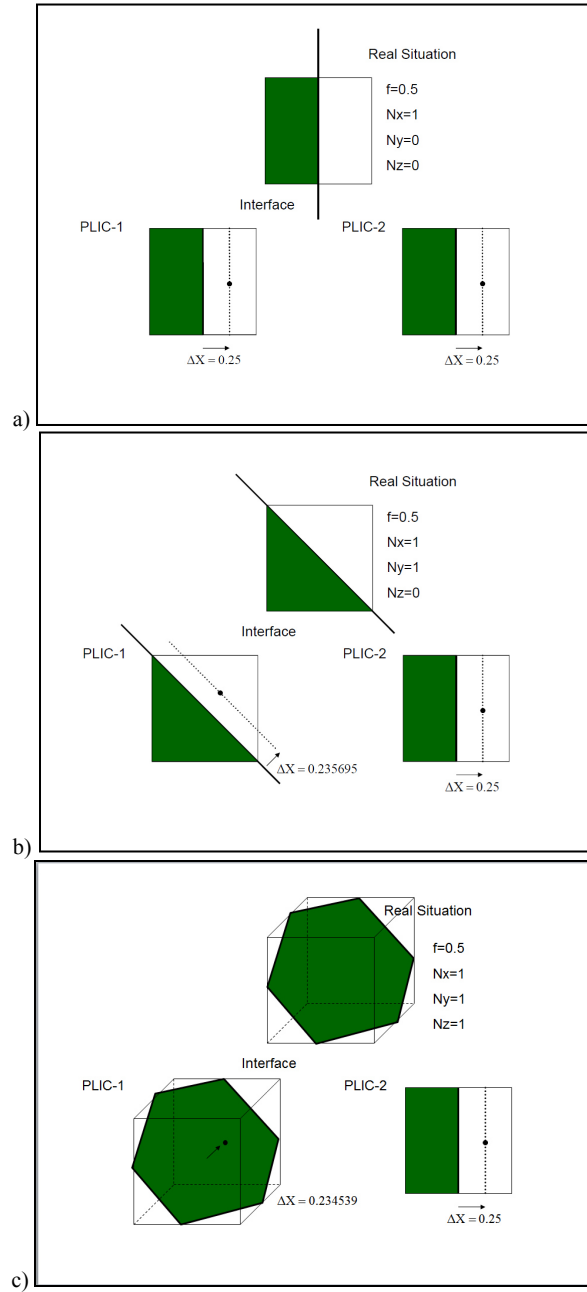 Real Situation
f=0.5
Nx=1
Ny=0
Nz=0
Interface
PLIC-1
PLIC-2
ΔX = 0.25
ΔX = 0.25
a)
Real Situation
f=0.5
Nx=1
Ny=1
Nz=0
Interface
PLIC-1
PLIC-2
ΔX = 0.235695
ΔX = 0.25
b)
Real Situation
f=0.5
Nx=1
Ny=1
Nz=1
Interface
PLIC-1
PLIC-2
ΔX = 0.234539
ΔX = 0.25
c)